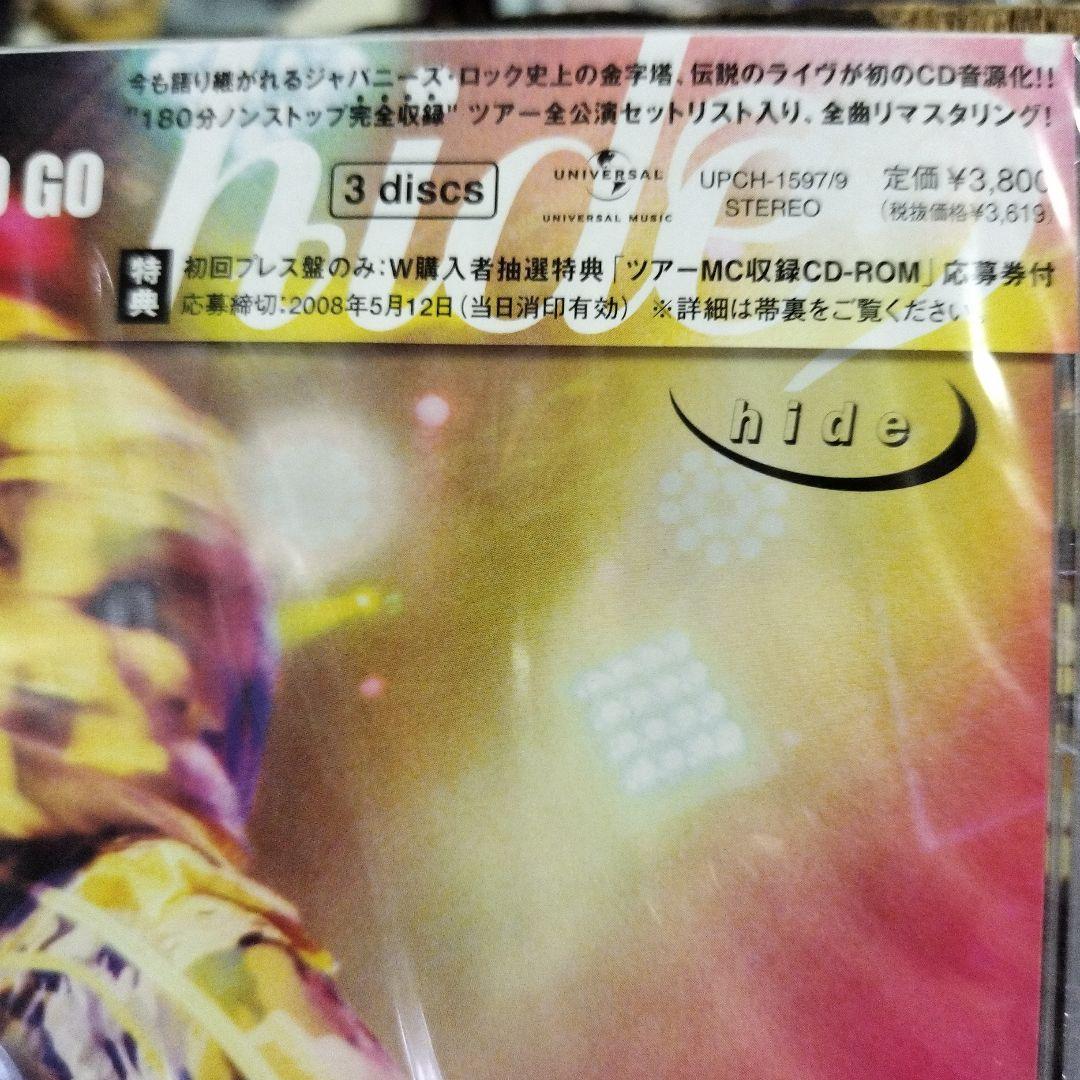 今も語り継がれるジャパニーズ・ロック史上の金字塔、伝説のライヴが初のCD音源化!!
"180分ノンストップ完全収録" ツアー全公演セットリスト入り、全曲リマスタリング!
GO
hide
3 discs
UNIVERSAL
UNIVERSAL MUSIC
UPCH-1597/9
STEREO
定価 ¥3,800
(税抜価格¥3,619)
特典
初回プレス盤のみ:W購入者抽選特典「ツアーMC収録CD-ROM」応募券付
応募締切:2008年5月12日(当日消印有効) ※詳細は帯裏をご覧ください。
hide